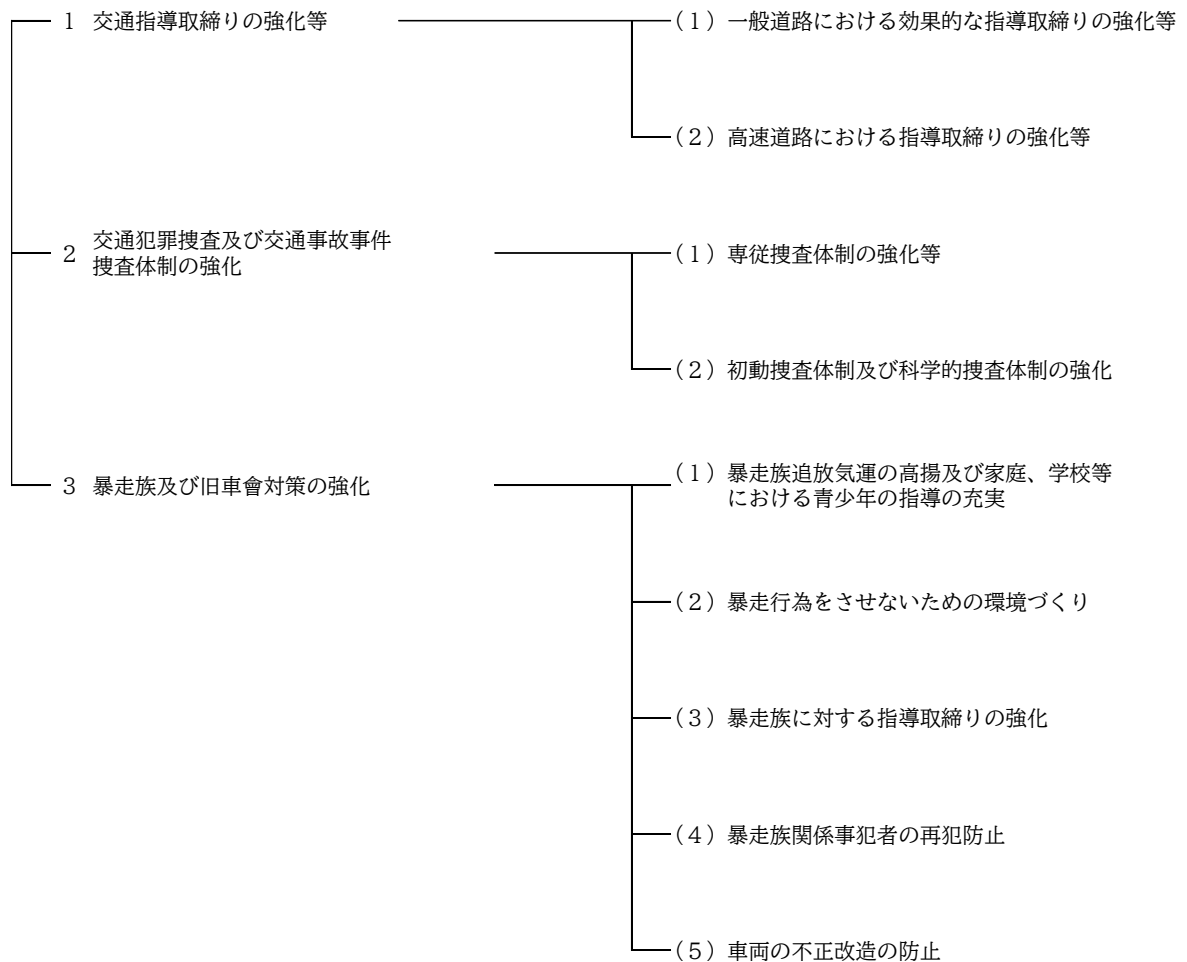 1 交通指導取締りの強化等
(1)一般道路における効果的な指導取締りの強化等
(2)高速道路における指導取締りの強化等
2 交通犯罪捜査及び交通事故事件
捜査体制の強化
(1)専従捜査体制の強化等
(2)初動捜査体制及び科学的捜査体制の強化
3 暴走族及び旧車會対策の強化
(1)暴走族追放気運の高揚及び家庭、学校等
における青少年の指導の充実
(2)暴走行為をさせないための環境づくり
(3)暴走族に対する指導取締りの強化
(4)暴走族関係事犯者の再犯防止
(5)車両の不正改造の防止